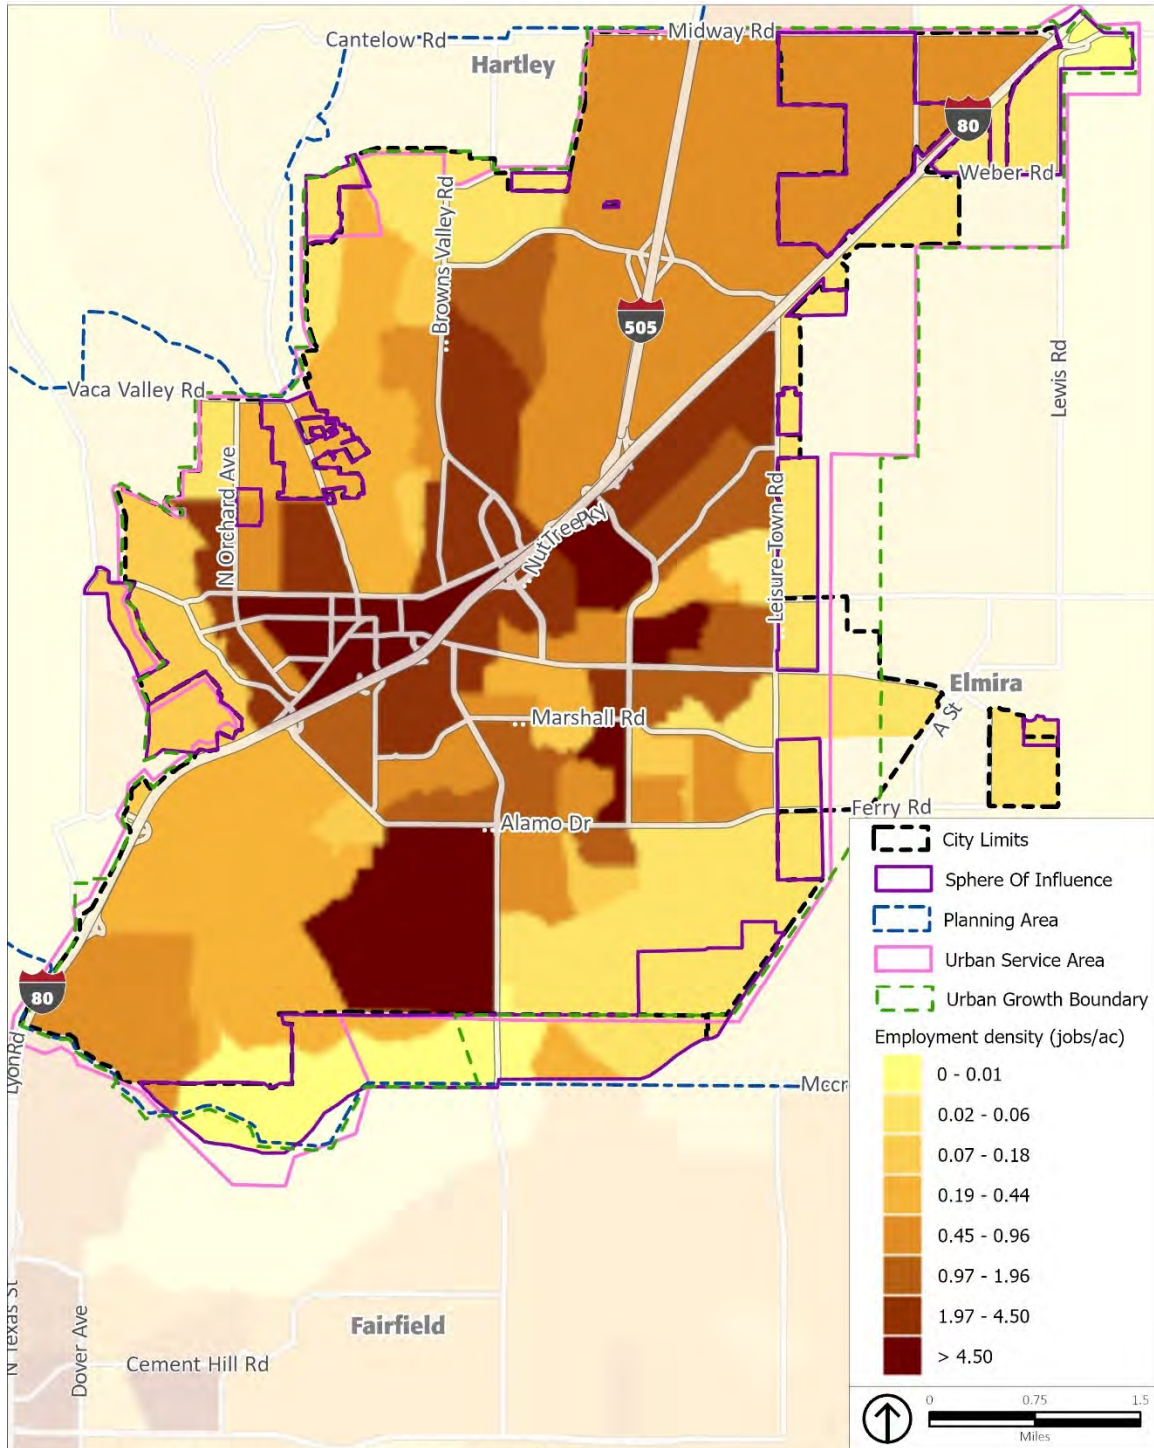 Cantelow Rd
Midway Rd
Hartley
80
Weber Rd
Browns Valley Rd
505
Lewis Rd
Vaca Valley Rd
N Orchard Ave
Nut Tree Pky
Leisure Town Rd
Elmira
Marshall Rd
A St
Ferry Rd
Alamo Dr
80
Lyon Rd
Mccr
Fairfield
N Texas St
Dover Ave
Cement Hill Rd
City Limits
Sphere Of Influence
Planning Area
Urban Service Area
Urban Growth Boundary
Employment density (jobs/ac)
0 - 0.01
0.02 - 0.06
0.07 - 0.18
0.19 - 0.44
0.45 - 0.96
0.97 - 1.96
1.97 - 4.50
> 4.50
0 0.75 1.5
Miles